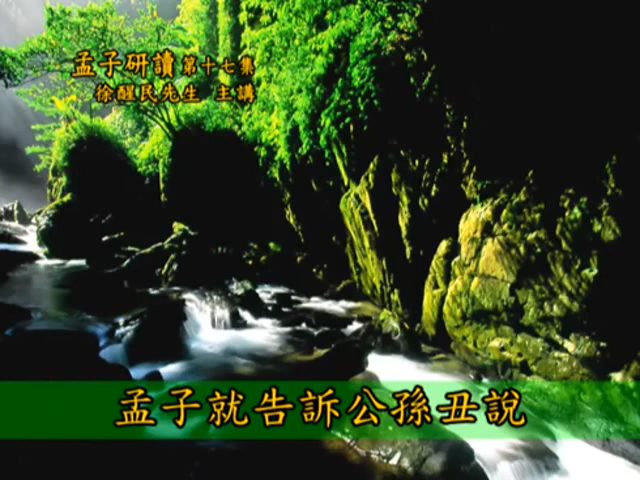 孟子研讀 第十七集
徐醒民先生 主講
孟子就告訴公孫丑說